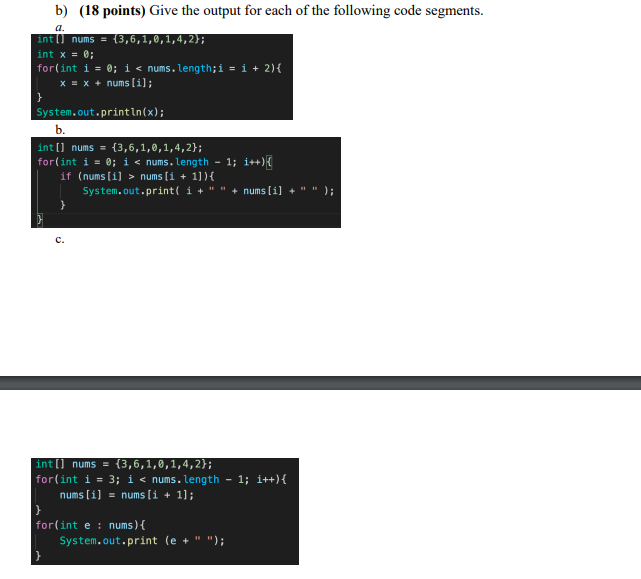 b) (18 points) Give the output for each of the following code segments.
a.
int[] nums = {3,6,1,0,1,4,2};
int x = 0;
for(int i = 0; i < nums.length;i = i + 2){
x = x + nums[i];
}
System.out.println(x);
b.
int[] nums = {3,6,1,0,1,4,2};
for(int i = 0; i < nums.length - 1; i++){
if (nums[i] > nums[i + 1]){
System.out.print( i + " " + nums[i] + " " );
}
}
c.
int[] nums = {3,6,1,0,1,4,2};
for(int i = 3; i < nums.length - 1; i++){
nums[i] = nums[i + 1];
}
for(int e : nums){
System.out.print (e + " ");
}